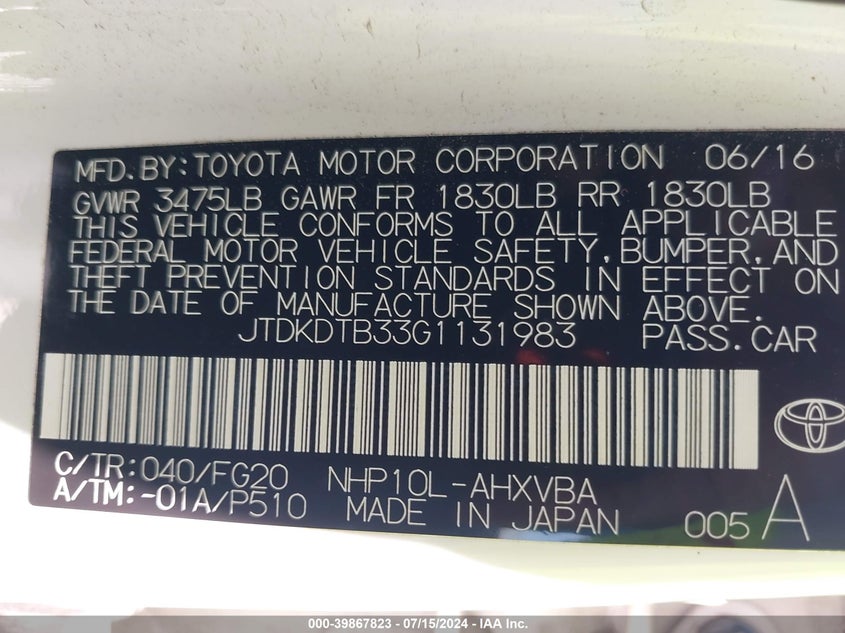 MFD.BY:TOYOTA MOTOR CORPORATION 06/16
GVWR 3475LB GAWR FR 1830LB RR 1830LB
THIS VEHICLE CONFORMS TO ALL APPLICABLE
FEDERAL MOTOR VEHICLE SAFETY,BUMPER,AND
THEFT PREVENTION STANDARDS IN EFFECT ON
THE DATE OF MANUFACTURE SHOWN ABOVE.
JTDKDTB33G1131983 PASS.CAR
C/TR:040/FG20 NHP10L-AHXVBA
A/TM:-01A/P510 MADE IN JAPAN 005A
000-39867823 - 07/15/2024 - IAA Inc.